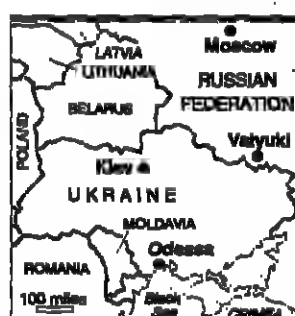 LATVIA
Moscow
LITHUANIA
RUSSIAN
FEDERATION
BELARUS
POLAND
Valyuki
Kiev
UKRAINE
MOLDAVIA
Odessa
ROMANIA
100 miles
Black
Sea
CRIMEA